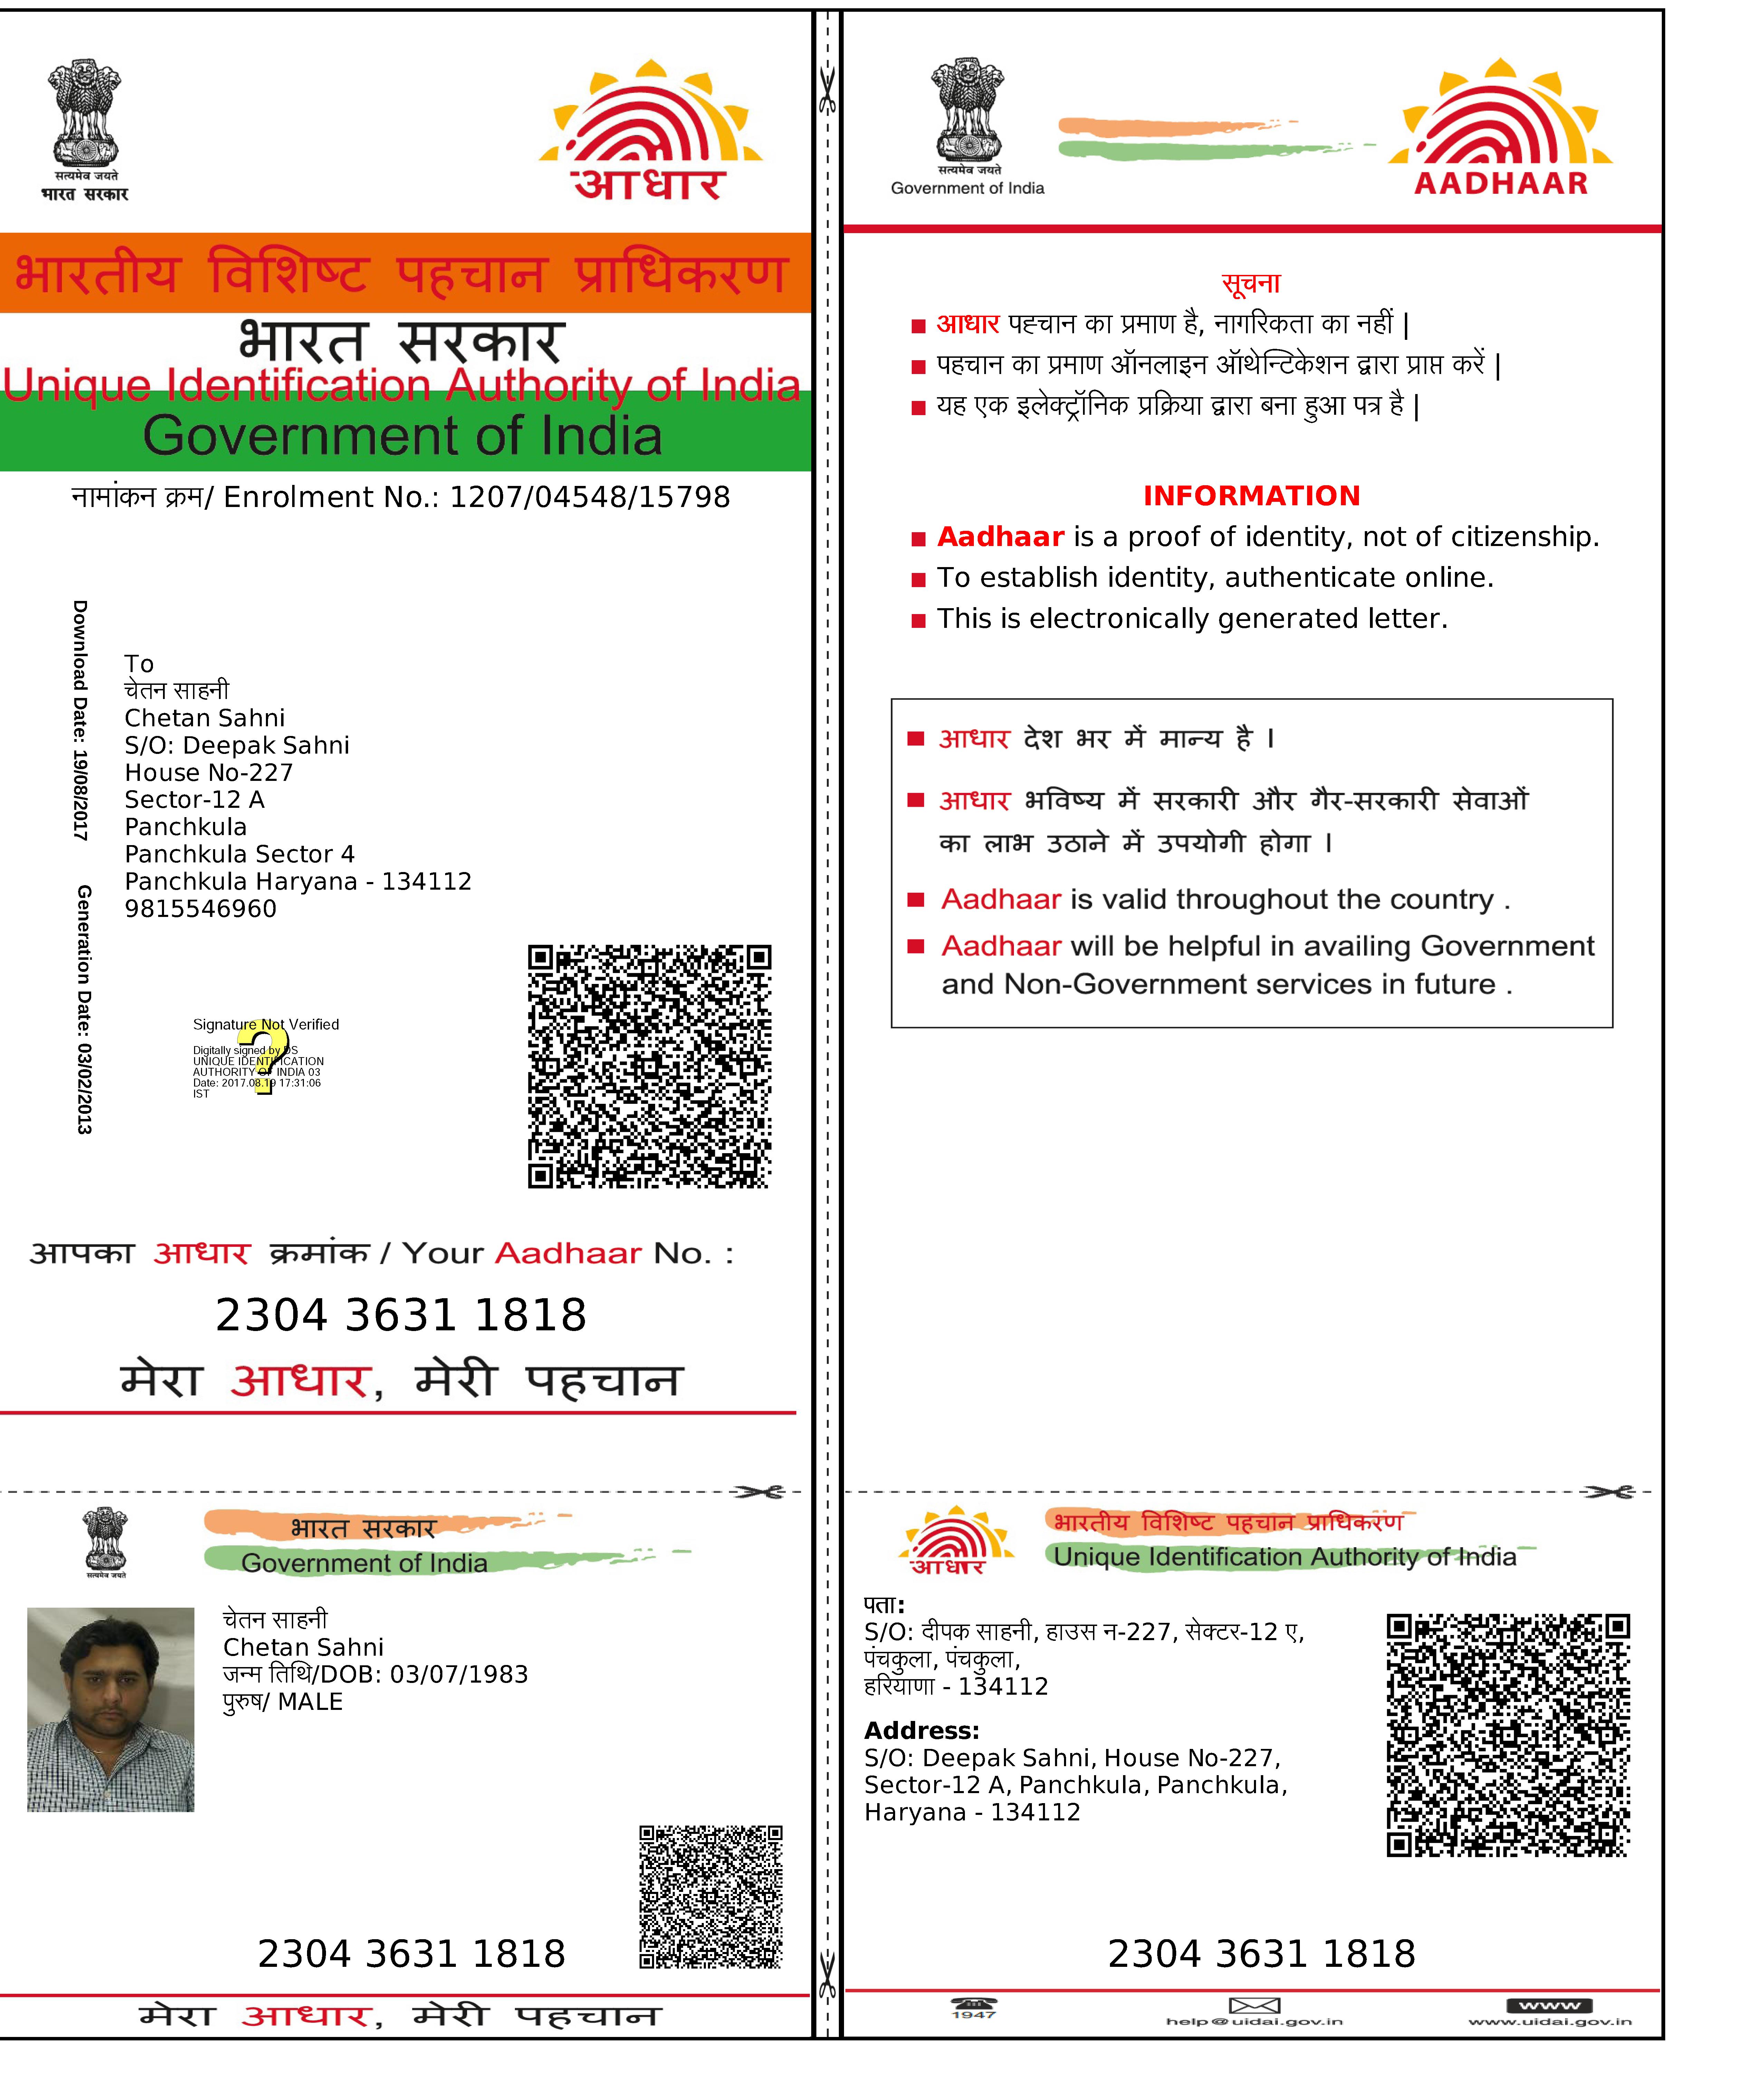 सत्यमेव जयते
भारत सरकार
आधार
भारतीय विशिष्ट पहचान प्राधिकरण
भारत सरकार
Unique Identification Authority of India
Government of India
नामांकन क्रम/ Enrolment No.: 1207/04548/15798
Download Date: 19/08/2017
Generation Date: 03/02/2013
To
चेतन साहनी
Chetan Sahni
S/O: Deepak Sahni
House No-227
Sector-12 A
Panchkula
Panchkula Sector 4
Panchkula Haryana - 134112
9815546960
Signature Not Verified
Digitally signed by DS
UNIQUE IDENTIFICATION
AUTHORITY OF INDIA 03
Date: 2017.08.19 17:31:06
IST
आपका आधार क्रमांक / Your Aadhaar No. :
2304 3631 1818
मेरा आधार, मेरी पहचान
सत्यमेव जयते
Government of India
AADHAAR
सूचना
आधार पहचान का प्रमाण है, नागरिकता का नहीं |
पहचान का प्रमाण ऑनलाइन ऑथेन्टिकेशन द्वारा प्राप्त करें |
यह एक इलेक्ट्रॉनिक प्रक्रिया द्वारा बना हुआ पत्र है |
INFORMATION
Aadhaar is a proof of identity, not of citizenship.
To establish identity, authenticate online.
This is electronically generated letter.
आधार देश भर में मान्य है ।
आधार भविष्य में सरकारी और गैर-सरकारी सेवाओं
का लाभ उठाने में उपयोगी होगा ।
Aadhaar is valid throughout the country .
Aadhaar will be helpful in availing Government
and Non-Government services in future .
सत्यमेव जयते
भारत सरकार
Government of India
चेतन साहनी
Chetan Sahni
जन्म तिथि/DOB: 03/07/1983
पुरुष/ MALE
2304 3631 1818
मेरा आधार, मेरी पहचान
आधार
भारतीय विशिष्ट पहचान प्राधिकरण
Unique Identification Authority of India
पता:
S/O: दीपक साहनी, हाउस न-227, सेक्टर-12 ए,
पंचकुला, पंचकुला,
हरियाणा - 134112
Address:
S/O: Deepak Sahni, House No-227,
Sector-12 A, Panchkula, Panchkula,
Haryana - 134112
2304 3631 1818
1947
help@uidai.gov.in
www
www.uidai.gov.in